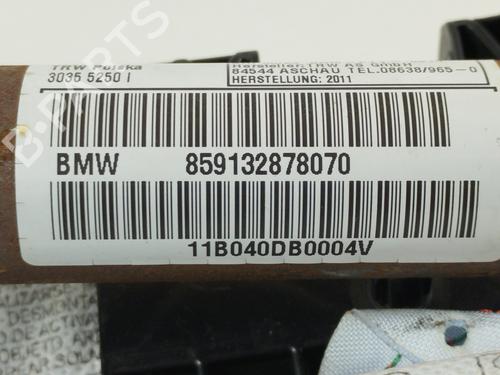 TRW Polska
3035 5250 I
Hersteller: TRW AS GmbH
84544 ASCHAU TEL.08638/965-0
HERSTELLUNG: 2011
BMW 859132878070
11B040DB0004V
B-PARTS